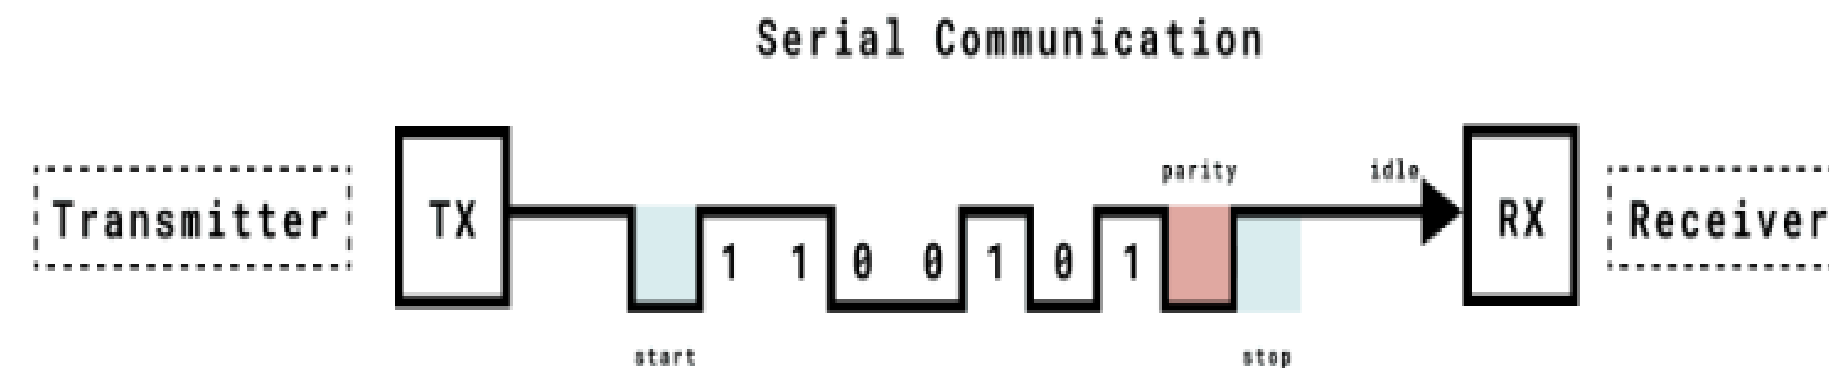 Serial Communication
parity
idle
Transmitter
TX
1 1 0 0 1 0 1
RX
Receiver
start
stop